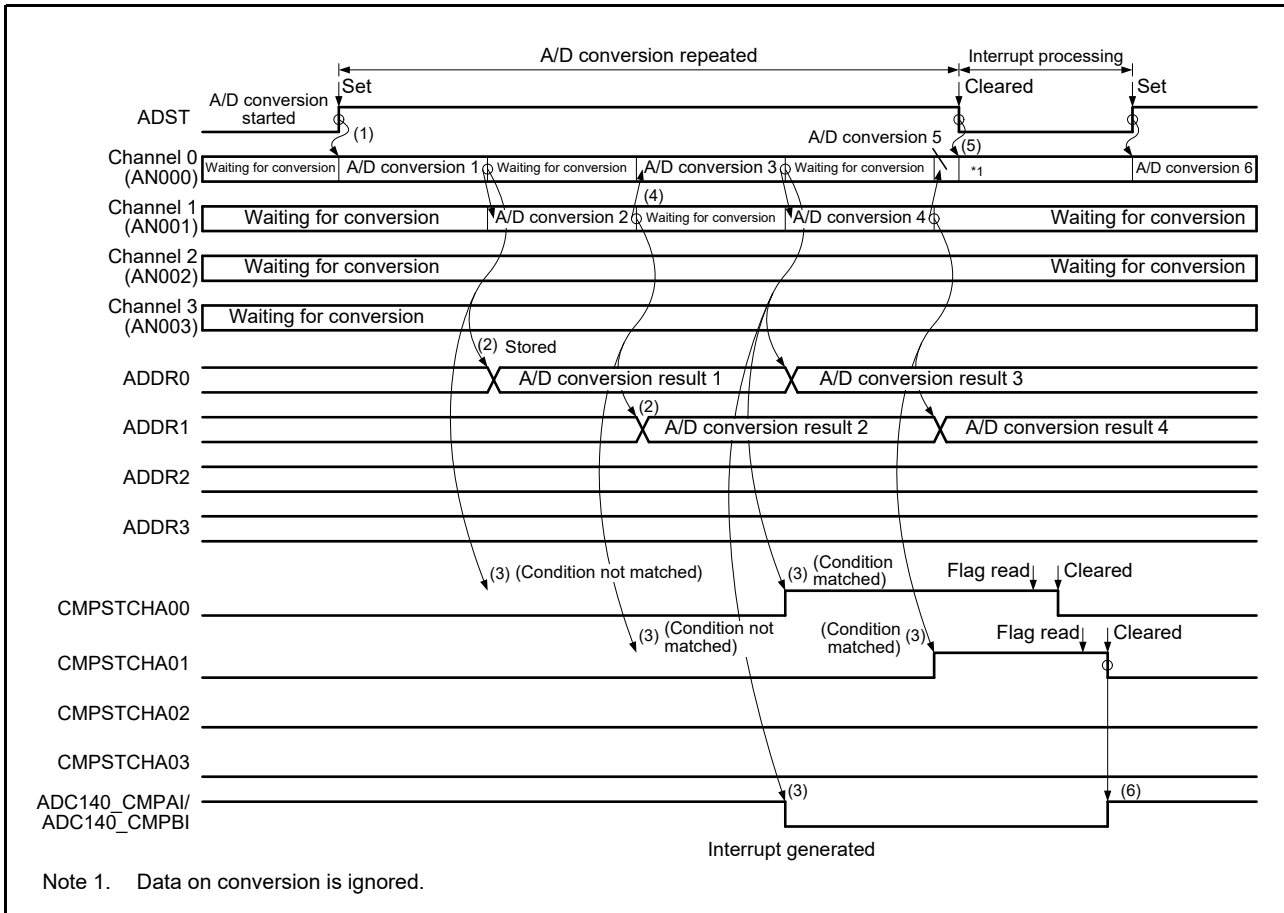 A/D conversion repeated
Interrupt processing
Set
Cleared
Set
A/D conversion
started
ADST
(1)
A/D conversion 5
(5)
Channel 0
(AN000)
Waiting for conversion
A/D conversion 1
Waiting for conversion
A/D conversion 3
Waiting for conversion
*1
A/D conversion 6
(4)
Channel 1
(AN001)
Waiting for conversion
A/D conversion 2
Waiting for conversion
A/D conversion 4
Waiting for conversion
Channel 2
(AN002)
Waiting for conversion
Waiting for conversion
Channel 3
(AN003)
Waiting for conversion
(2) Stored
ADDR0
A/D conversion result 1
A/D conversion result 3
(2)
ADDR1
A/D conversion result 2
A/D conversion result 4
ADDR2
ADDR3
(3) (Condition not matched)
(3) (Condition
matched)
Flag read
Cleared
CMPSTCHA00
(3) (Condition not
matched)
(Condition
matched) (3)
Flag read
Cleared
CMPSTCHA01
CMPSTCHA02
CMPSTCHA03
ADC140_CMPAI/
ADC140_CMPBI
(3)
(6)
Interrupt generated
Note 1. Data on conversion is ignored.